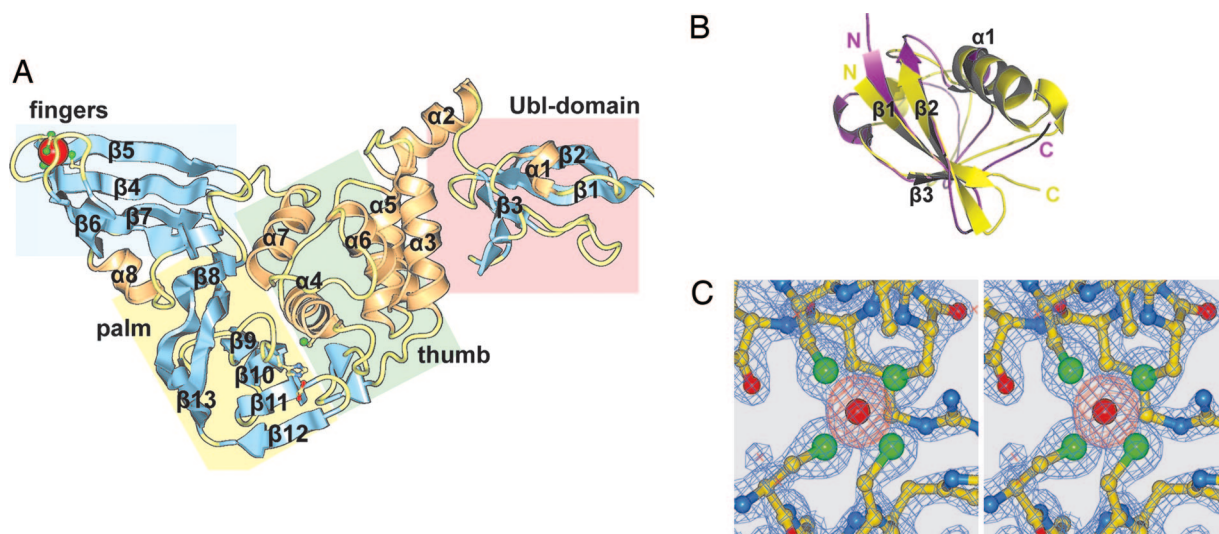 A
fingers
β5
β4
β6
β7
α8
palm
β8
β9
β10
β11
β13
β12
α7
α4
α6
α5
α3
α2
thumb
Ubl-domain
α1
β2
β1
β3
B
N
N
α1
β1
β2
β3
C
C
C